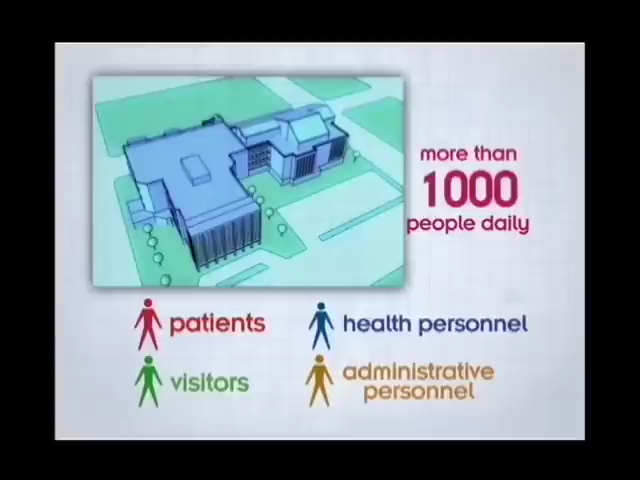 more than
1000
people daily
patients
health personnel
visitors
administrative
personnel